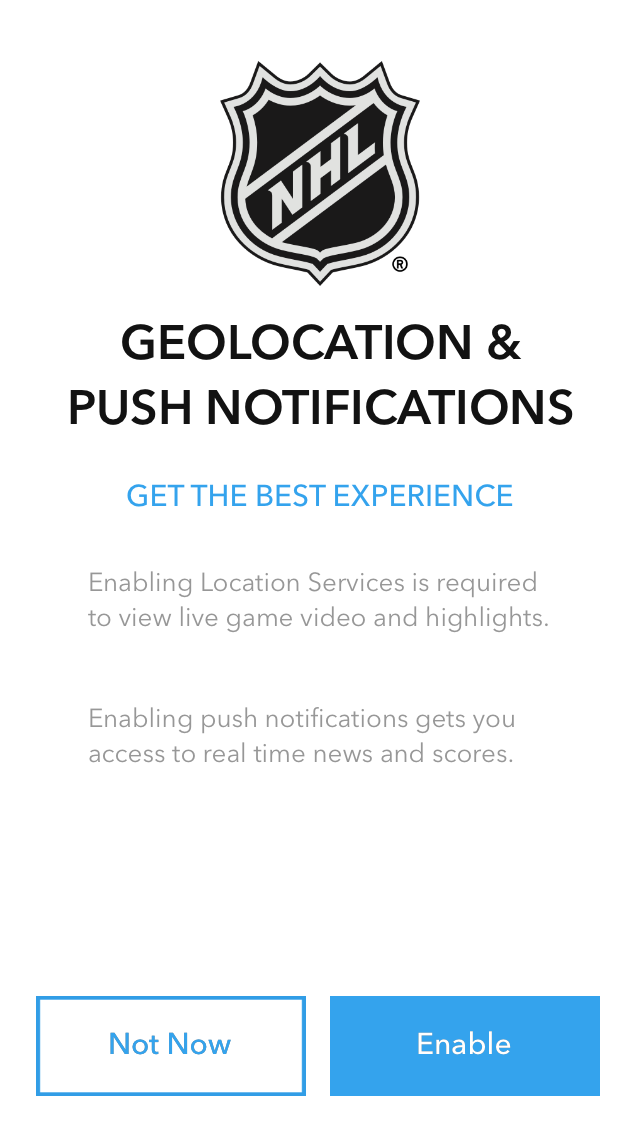 NHL
®
GEOLOCATION &
PUSH NOTIFICATIONS
GET THE BEST EXPERIENCE
Enabling Location Services is required
to view live game video and highlights.
Enabling push notifications gets you
access to real time news and scores.
Not Now
Enable